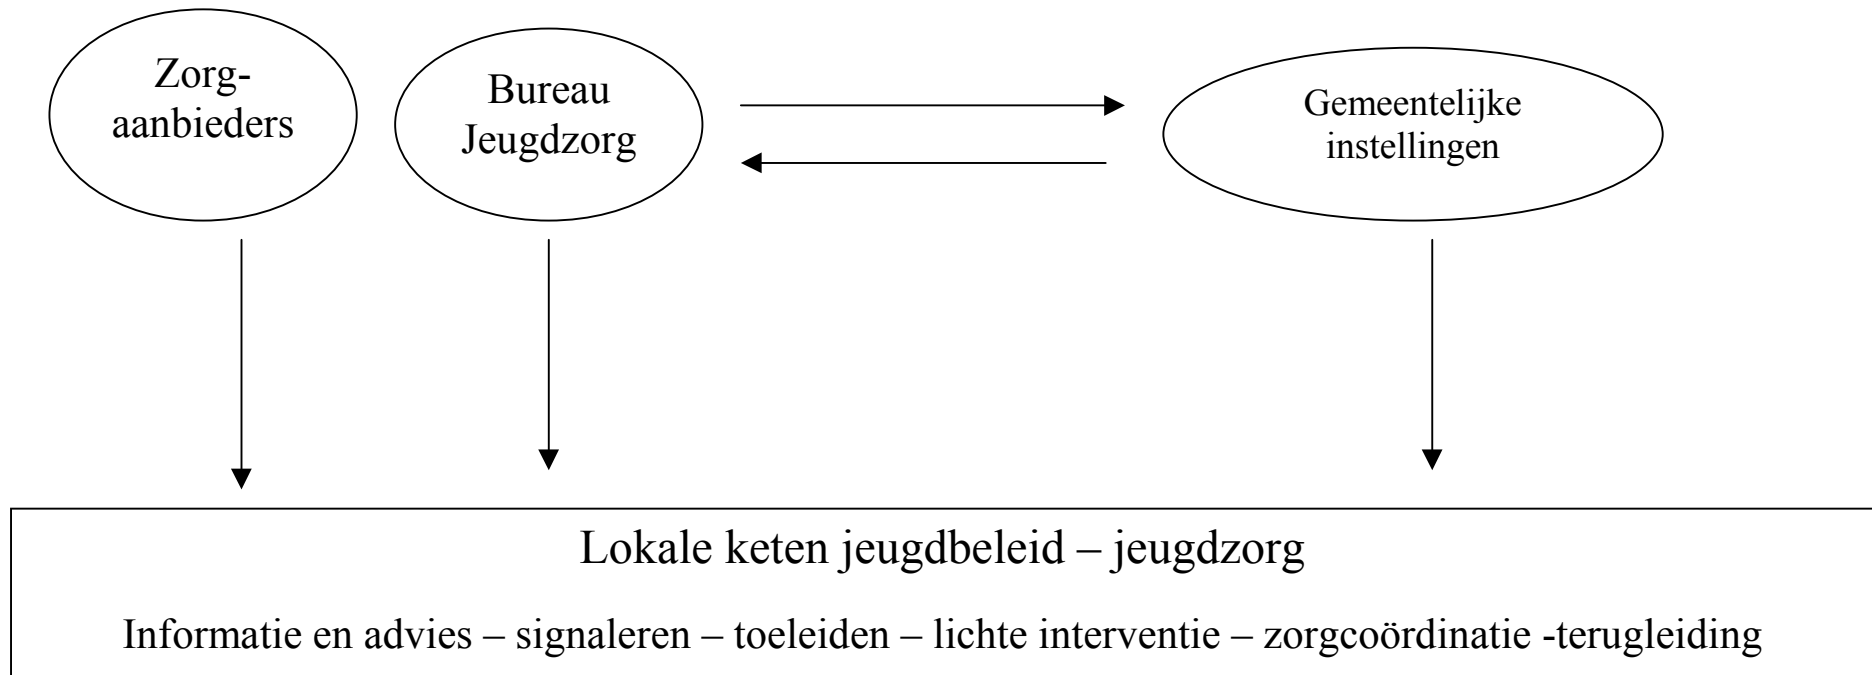 Zorg-
aanbieders
Bureau
Jeugdzorg
Gemeentelijke
instellingen
Lokale keten jeugdbeleid – jeugdzorg
Informatie en advies – signaleren – toeleiden – lichte interventie – zorgcoördinatie -terugleiding